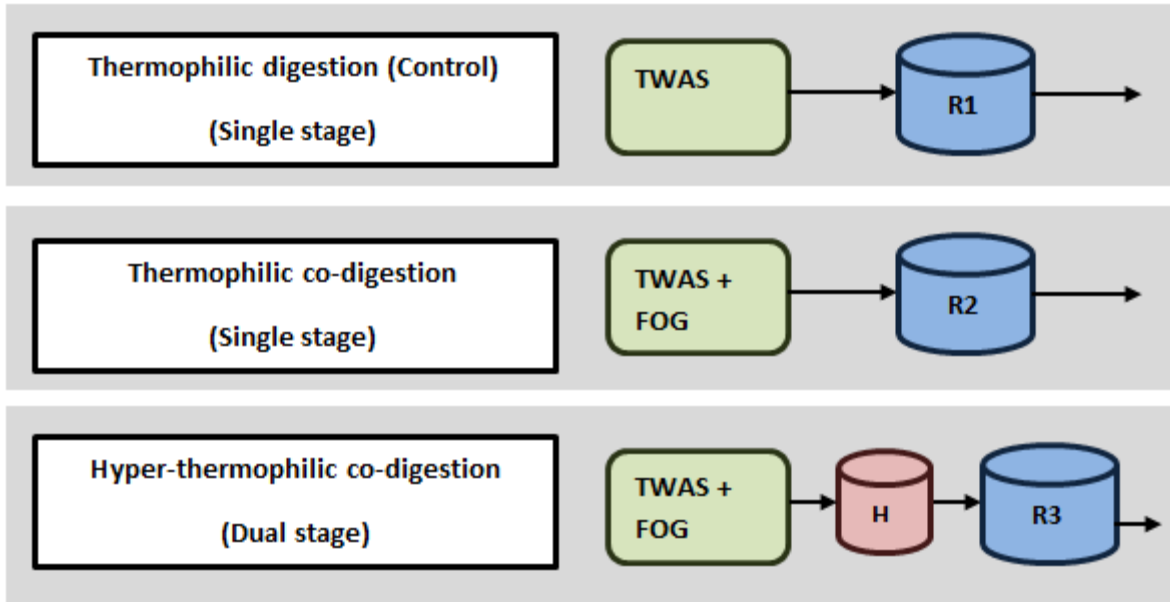 Thermophilic digestion (Control)
(Single stage)
TWAS
R1
Thermophilic co-digestion
(Single stage)
TWAS +
FOG
R2
Hyper-thermophilic co-digestion
(Dual stage)
TWAS +
FOG
H
R3